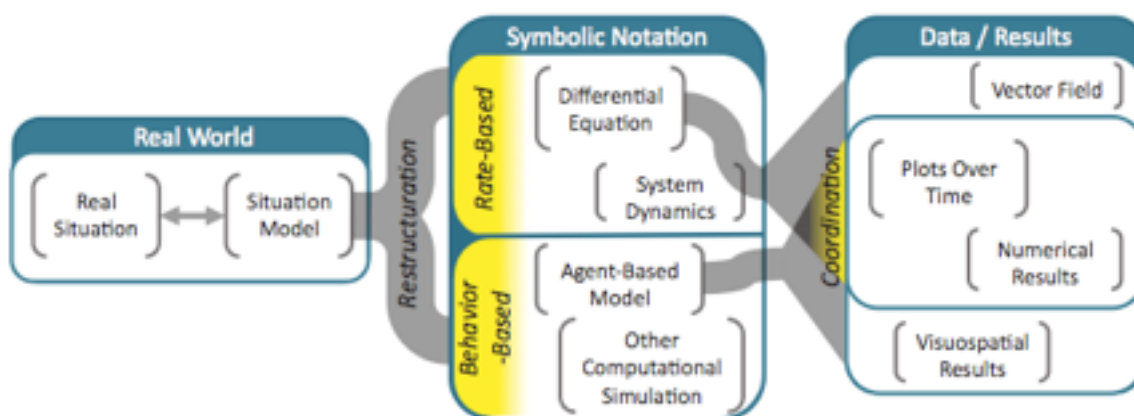 Real World
Real
Situation
Situation
Model
Restructuration
Symbolic Notation
Rate-Based
Differential
Equation
System
Dynamics
Behavior
-Based
Agent-Based
Model
Other
Computational
Simulation
Coordination
Data / Results
Vector Field
Plots Over
Time
Numerical
Results
Visuospatial
Results